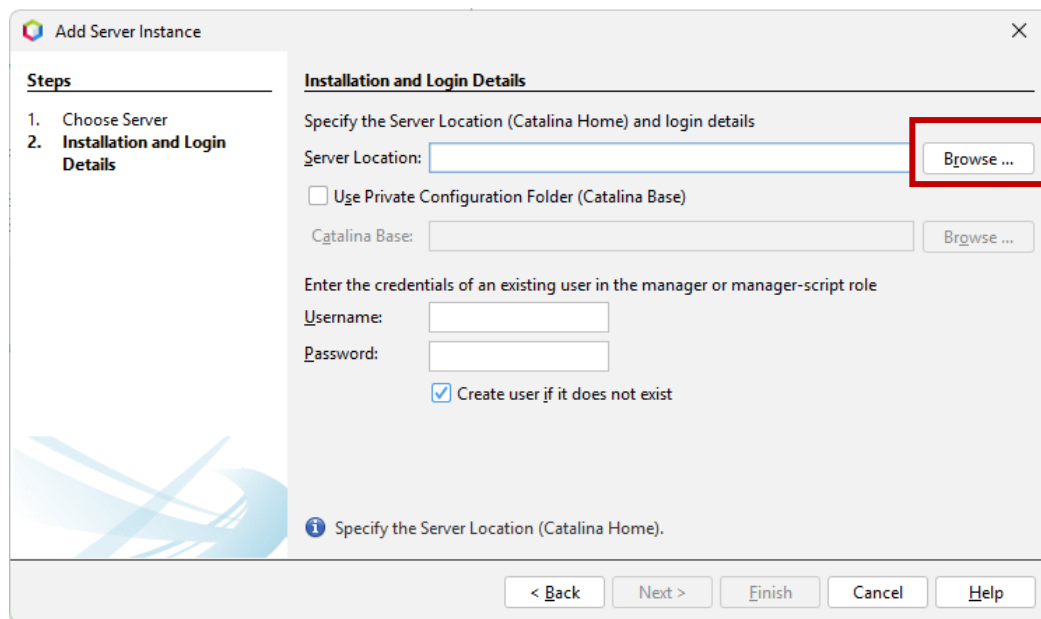 Add Server Instance
Steps
1. Choose Server
2. Installation and Login
Details
Installation and Login Details
Specify the Server Location (Catalina Home) and login details
Server Location:
Browse ...
Use Private Configuration Folder (Catalina Base)
Catalina Base:
Browse ...
Enter the credentials of an existing user in the manager or manager-script role
Username:
Password:
Create user if it does not exist
Specify the Server Location (Catalina Home).
< Back
Next >
Finish
Cancel
Help